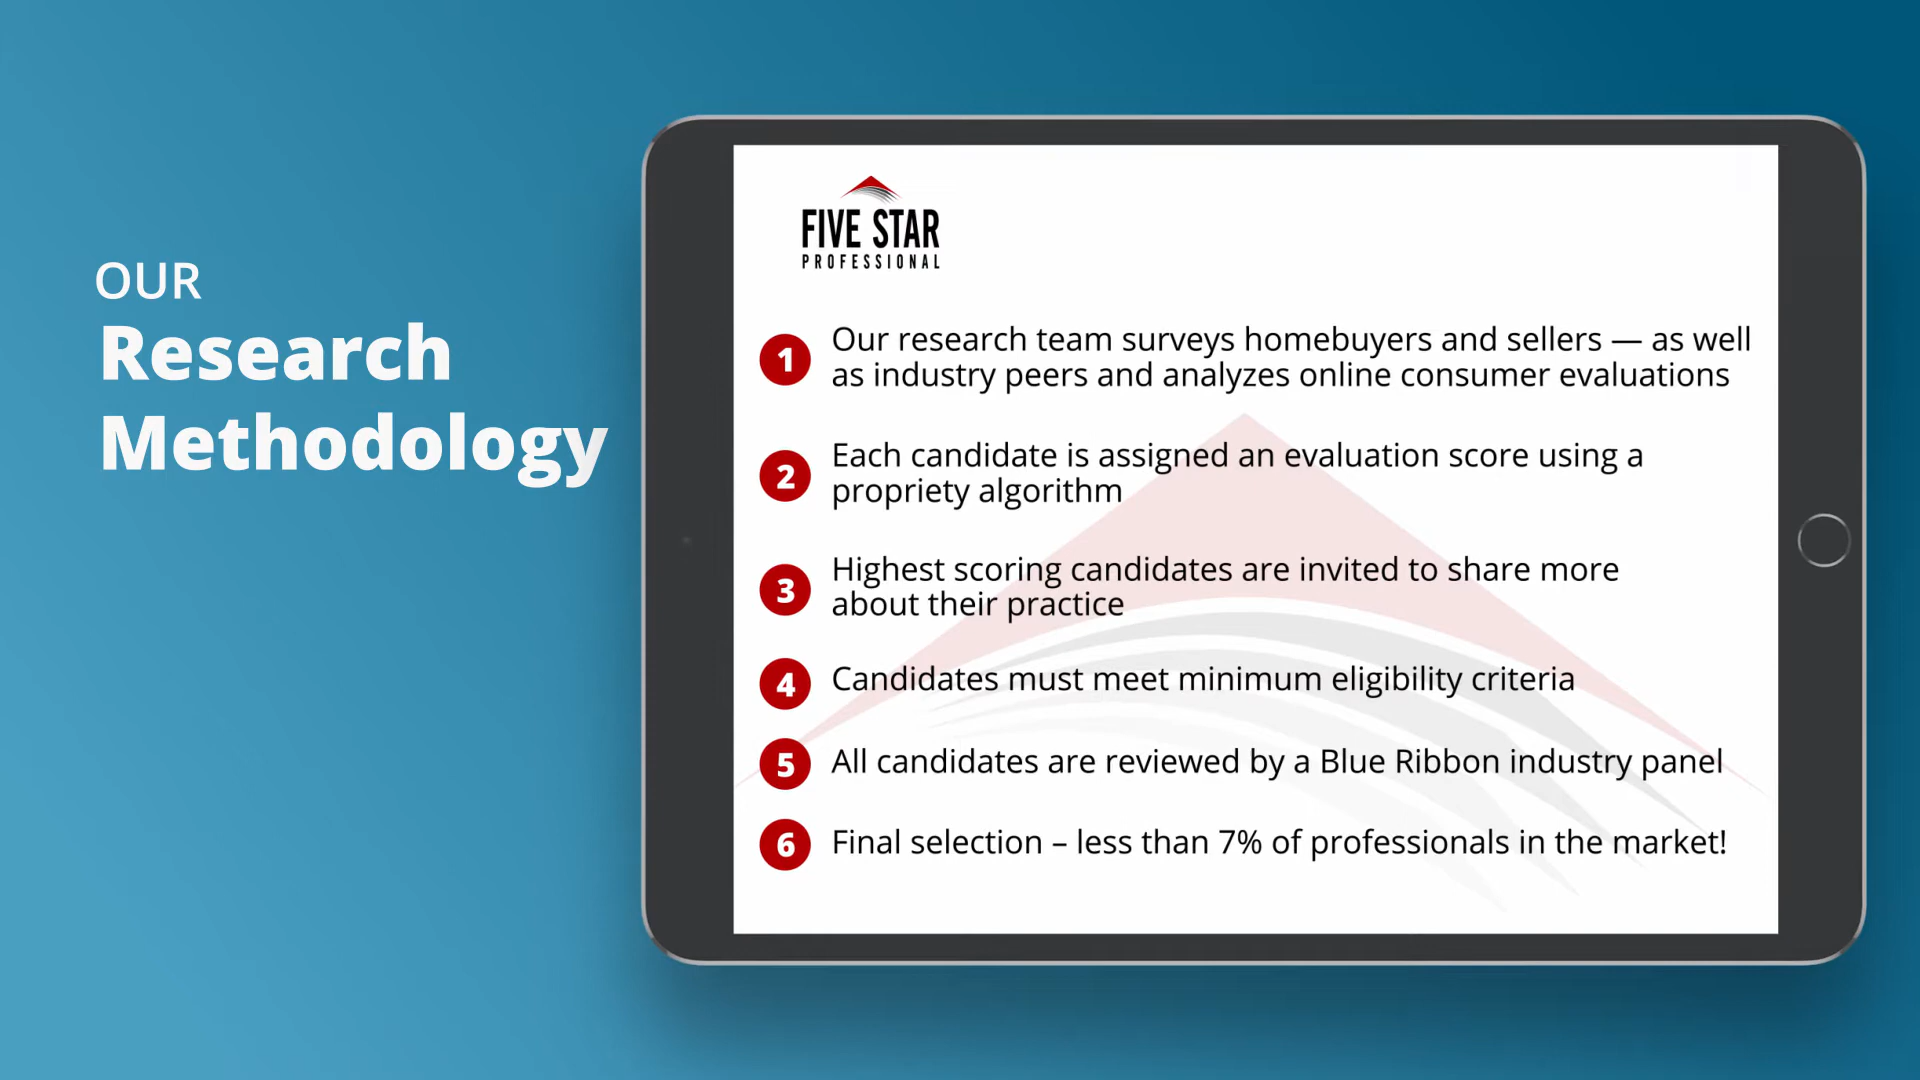 OUR
Research
Methodology
FIVE STAR
PROFESSIONAL
1 Our research team surveys homebuyers and sellers — as well
as industry peers and analyzes online consumer evaluations
2 Each candidate is assigned an evaluation score using a
propriety algorithm
3 Highest scoring candidates are invited to share more
about their practice
4 Candidates must meet minimum eligibility criteria
5 All candidates are reviewed by a Blue Ribbon industry panel
6 Final selection – less than 7% of professionals in the market!